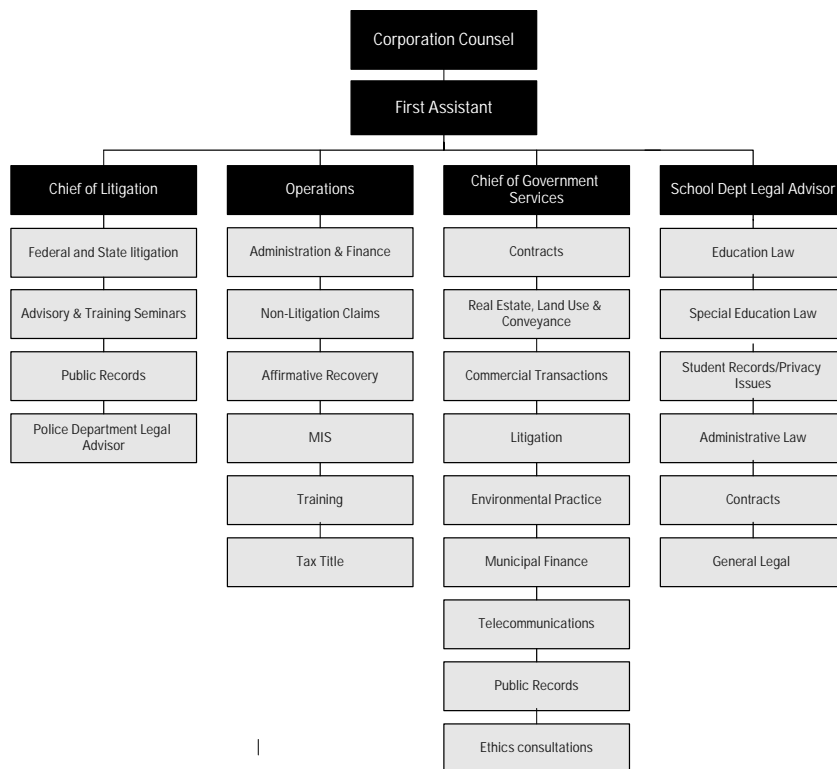 Corporation Counsel
First Assistant
Chief of Litigation
Federal and State litigation
Advisory & Training Seminars
Public Records
Police Department Legal
Advisor
Operations
Administration & Finance
Non-Litigation Claims
Affirmative Recovery
MIS
Training
Tax Title
Chief of Government
Services
Contracts
Real Estate, Land Use &
Conveyance
Commercial Transactions
Litigation
Environmental Practice
Municipal Finance
Telecommunications
Public Records
Ethics consultations
School Dept Legal Advisor
Education Law
Special Education Law
Student Records/Privacy
Issues
Administrative Law
Contracts
General Legal